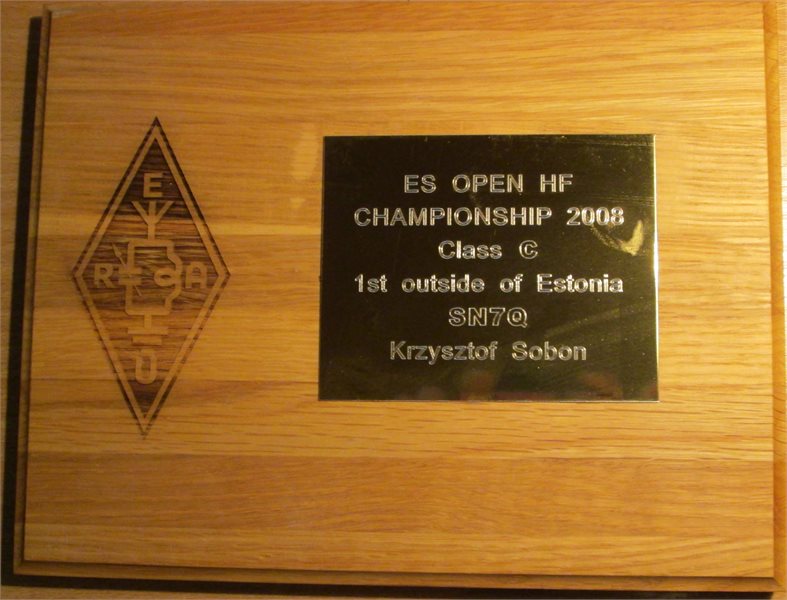 E
R A
Ü
ES OPEN HF
CHAMPIONSHIP 2008
Class C
1st outside of Estonia
SN7Q
Krzysztof Sobon